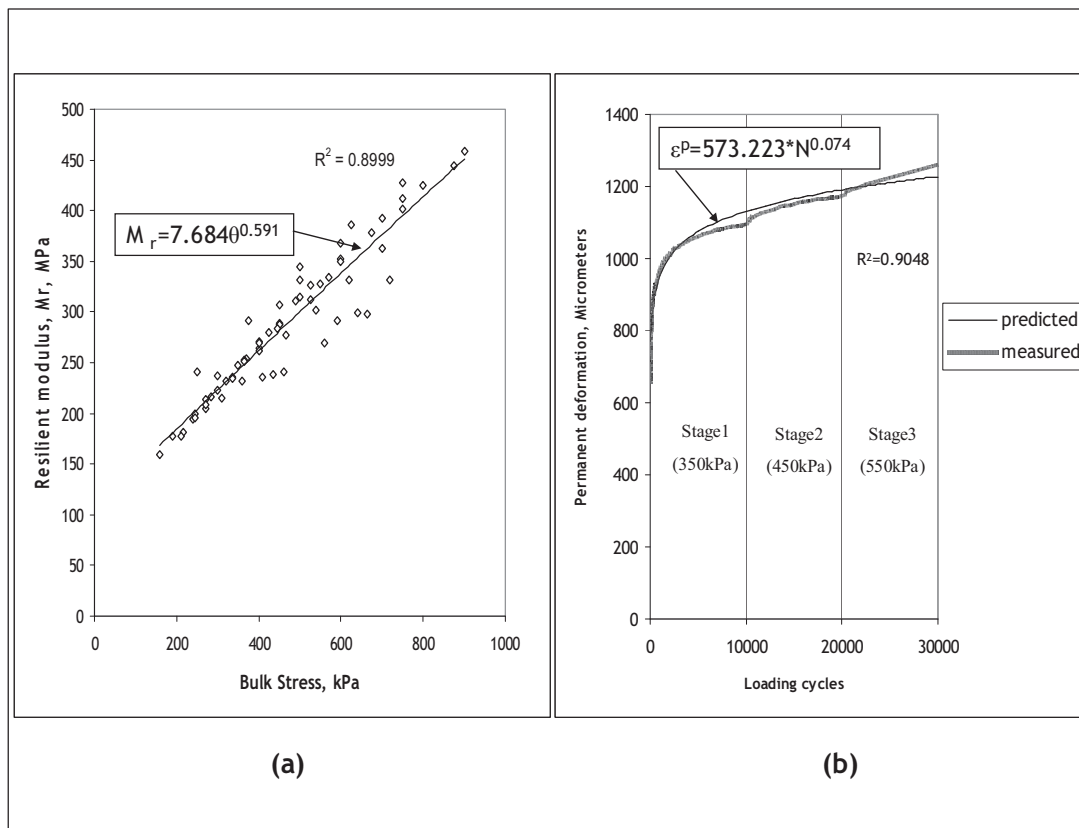 500
450
400
350
300
250
200
150
100
50
0
0 200 400 600 800 1000
Resilient modulus, Mr, MPa
Bulk Stress, kPa
R² = 0.8999
M r=7.684θ^0.591
(a)
1400
1200
1000
800
600
400
200
0
0 10000 20000 30000
Permanent deformation, Micrometers
Loading cycles
εᵖ=573.223*N^0.074
R²=0.9048
Stage1
(350kPa)
Stage2
(450kPa)
Stage3
(550kPa)
predicted
measured
(b)